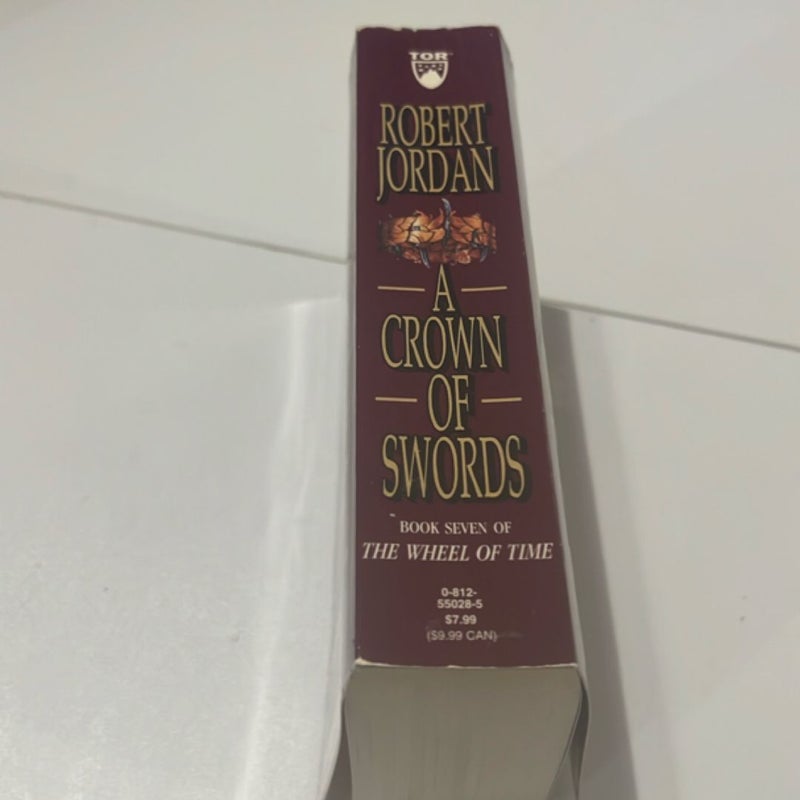 TOR
ROBERT
JORDAN
A
CROWN
OF
SWORDS
BOOK SEVEN OF
THE WHEEL OF TIME
0-812-
55028-5
$7.99
($9.99 CAN)